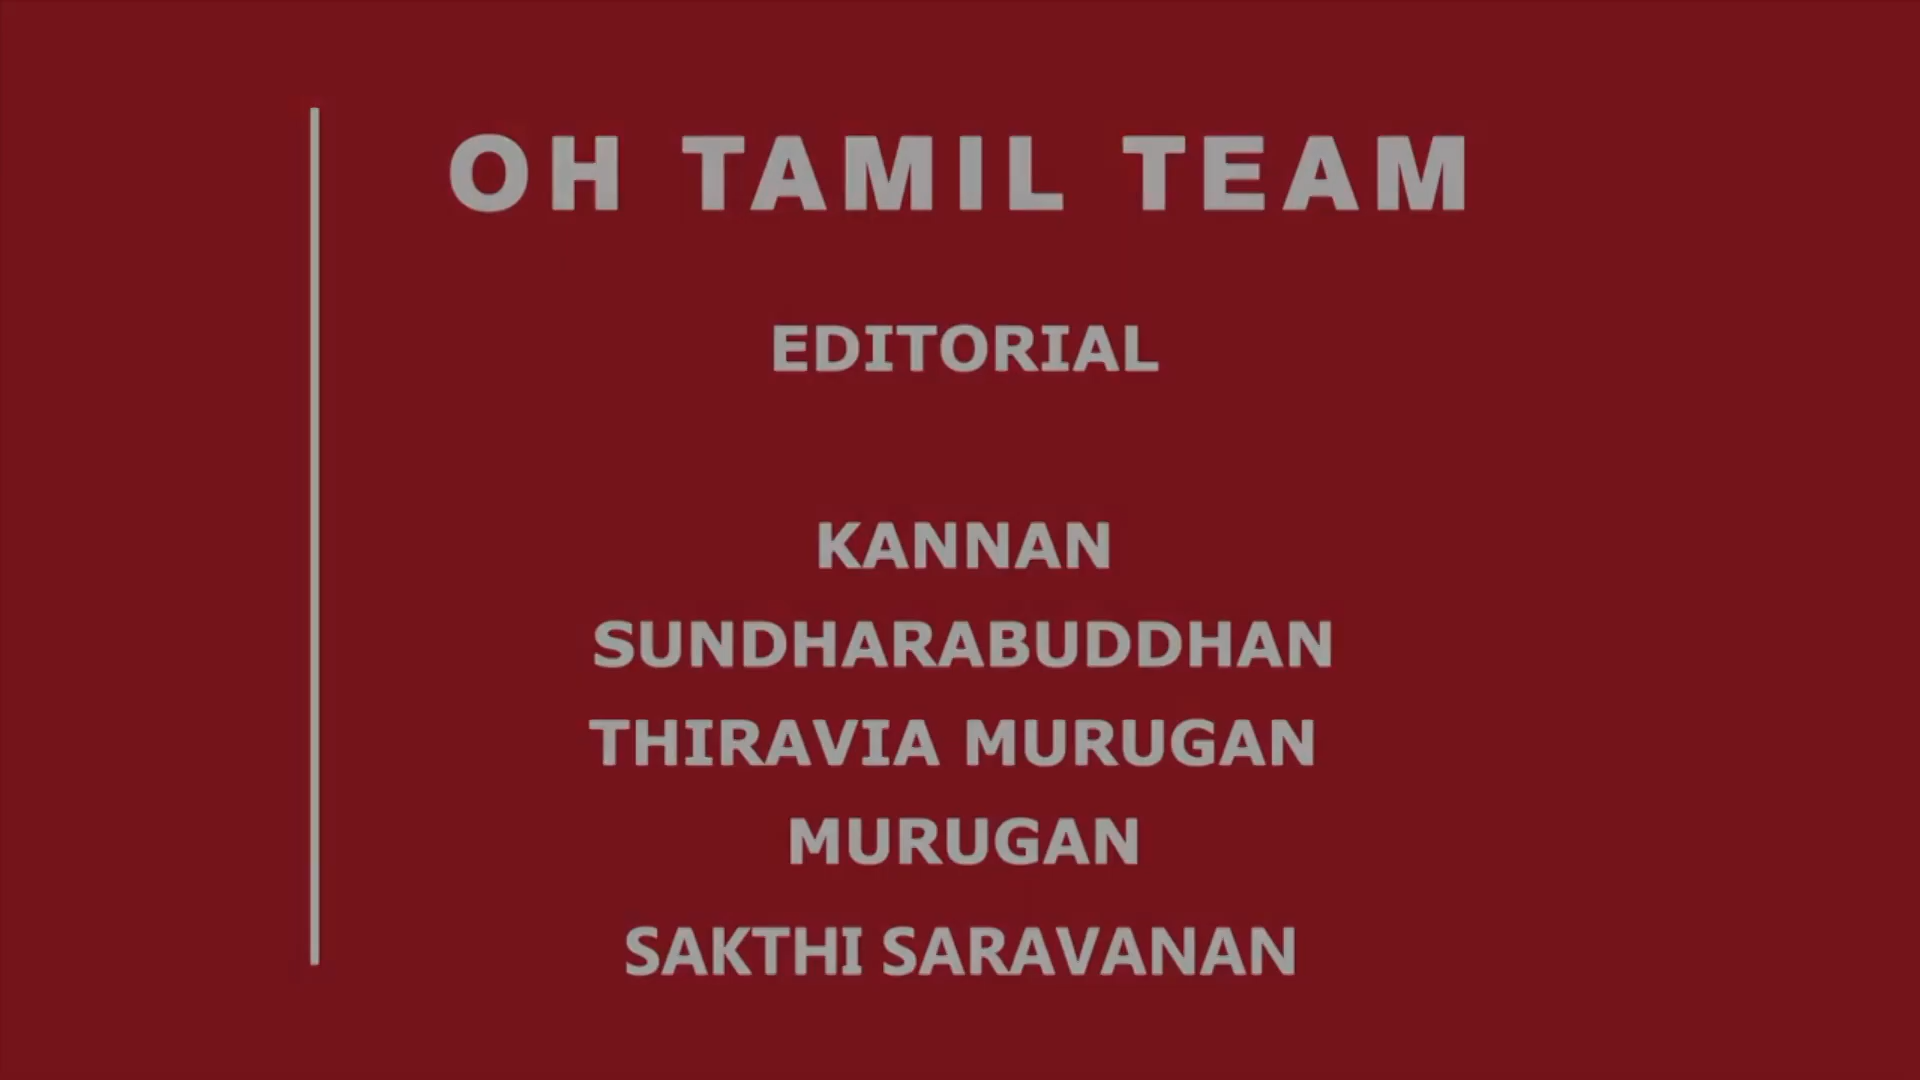 OH TAMIL TEAM
EDITORIAL
KANNAN
SUNDHARABUDDHAN
THIRAVIA MURUGAN
MURUGAN
SAKTHI SARAVANAN